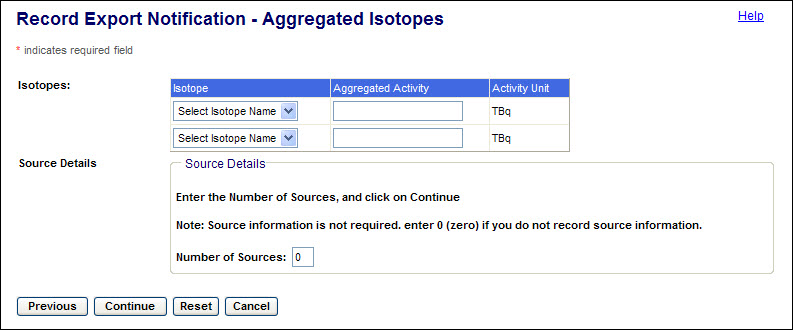 Record Export Notification - Aggregated Isotopes
Help
* indicates required field
Isotopes:
Isotope Aggregated Activity Activity Unit
Select Isotope Name TBq
Select Isotope Name TBq
Source Details
Source Details
Enter the Number of Sources, and click on Continue
Note: Source information is not required. enter 0 (zero) if you do not record source information.
Number of Sources: 0
Previous Continue Reset Cancel